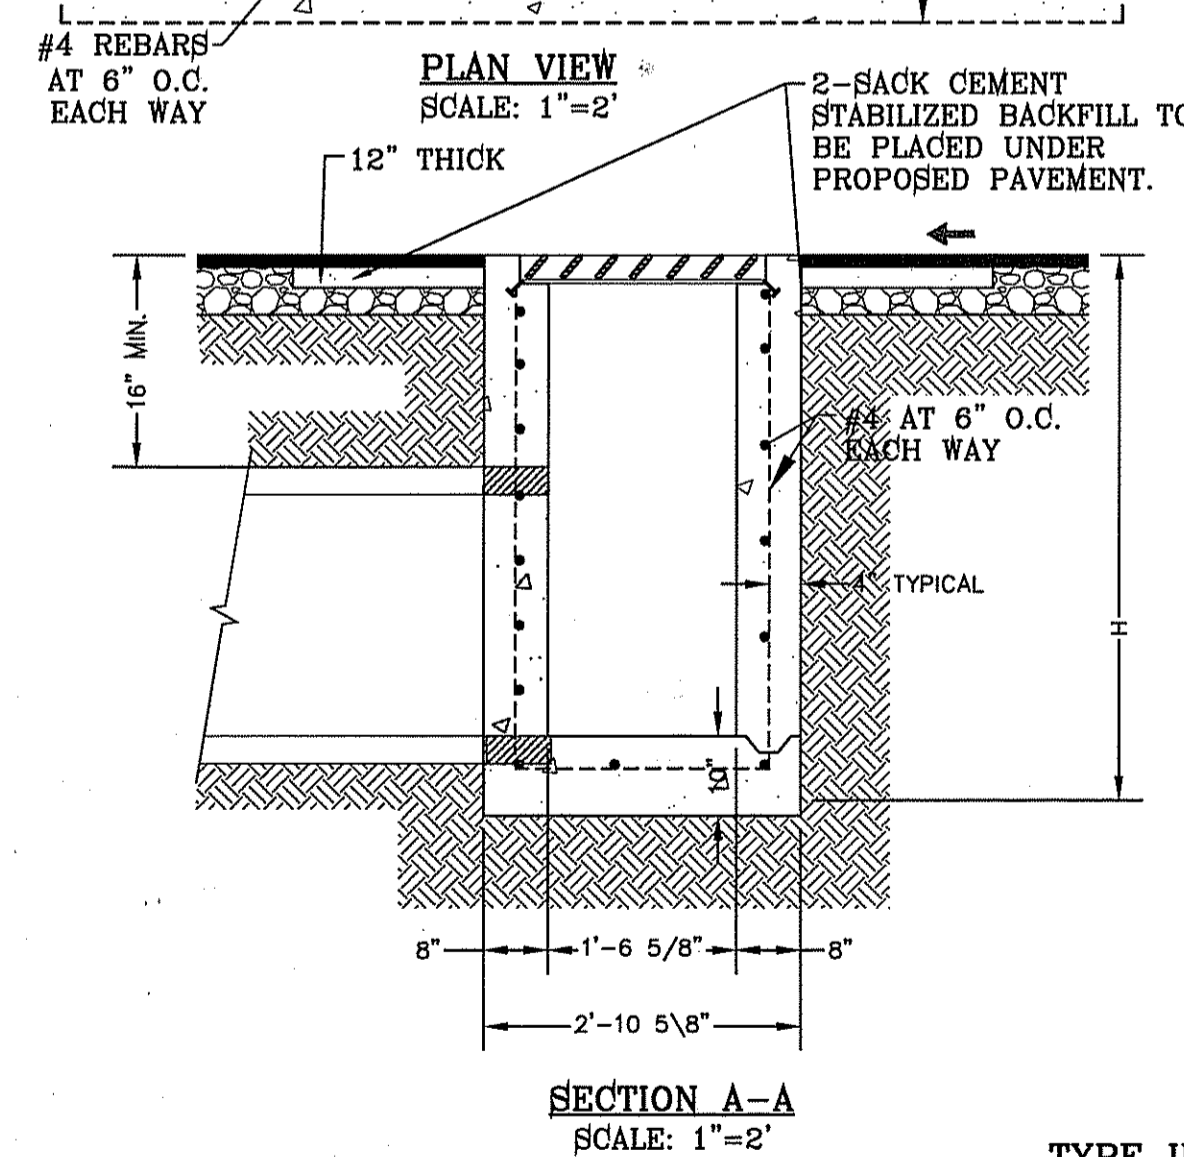 #4 REBARS
AT 6" O.C.
EACH WAY
PLAN VIEW
SCALE: 1"=2'
2-SACK CEMENT
STABILIZED BACKFILL TO
BE PLACED UNDER
PROPOSED PAVEMENT.
12" THICK
16" MIN.
#4 AT 6" O.C.
EACH WAY
4" TYPICAL
H
10"
8"
1'-6 5/8"
8"
2'-10 5\8"
SECTION A-A
SCALE: 1"=2'